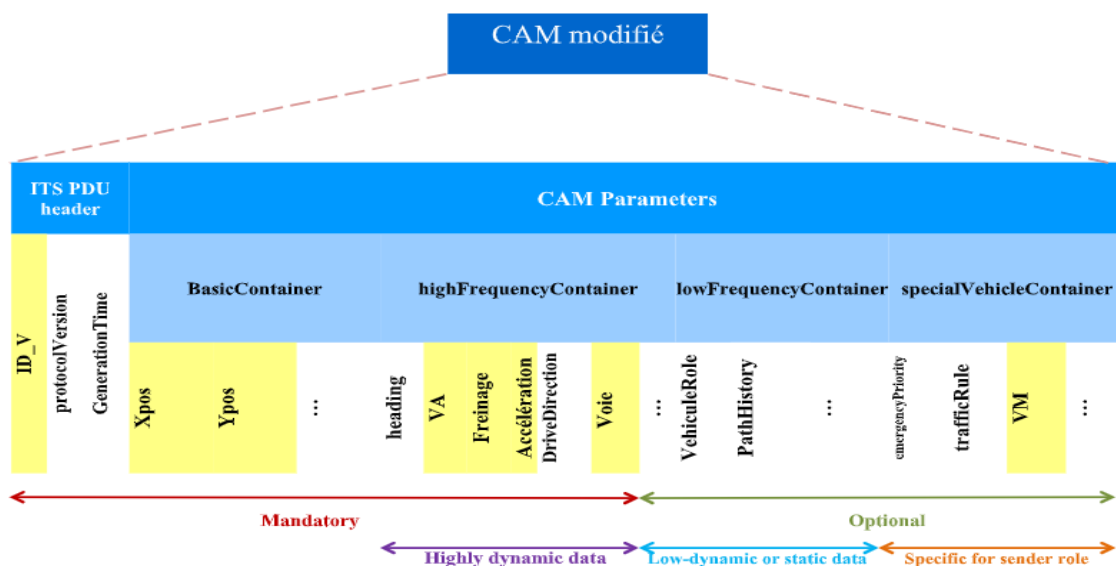 CAM modifié
ITS PDU
header
CAM Parameters
BasicContainer
highFrequencyContainer
lowFrequencyContainer
specialVehicleContainer
ID_V
protocolVersion
GenerationTime
Xpos
Ypos
...
heading
VA
Freinage
Accélération
DriveDirection
Voie
...
VehiculeRole
PathHistory
...
emergencyPriority
trafficRule
VM
...
Mandatory
Optional
Highly dynamic data
Low-dynamic or static data
Specific for sender role